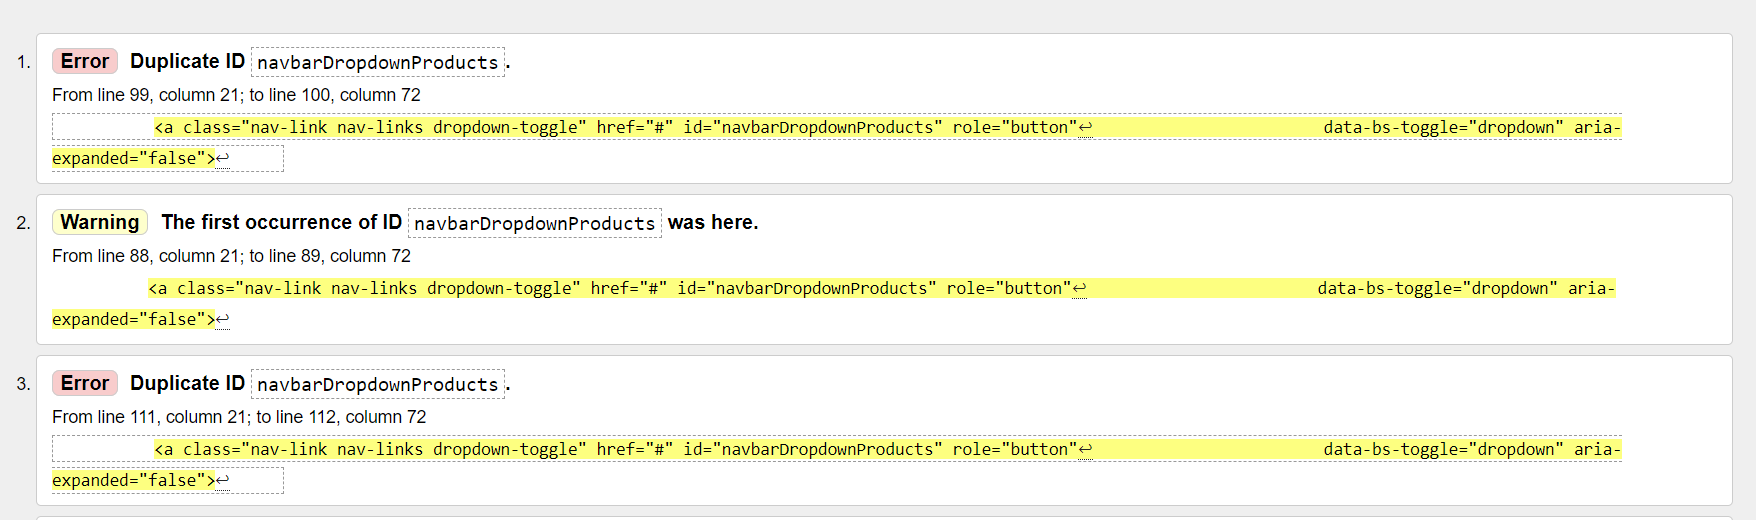 1. Error Duplicate ID navbarDropdownProducts.
From line 99, column 21; to line 100, column 72
<a class="nav-link nav-links dropdown-toggle" href="#" id="navbarDropdownProducts" role="button"↩ data-bs-toggle="dropdown" aria-
expanded="false">↩
2. Warning The first occurrence of ID navbarDropdownProducts was here.
From line 88, column 21; to line 89, column 72
<a class="nav-link nav-links dropdown-toggle" href="#" id="navbarDropdownProducts" role="button"↩ data-bs-toggle="dropdown" aria-
expanded="false">↩
3. Error Duplicate ID navbarDropdownProducts.
From line 111, column 21; to line 112, column 72
<a class="nav-link nav-links dropdown-toggle" href="#" id="navbarDropdownProducts" role="button"↩ data-bs-toggle="dropdown" aria-
expanded="false">↩